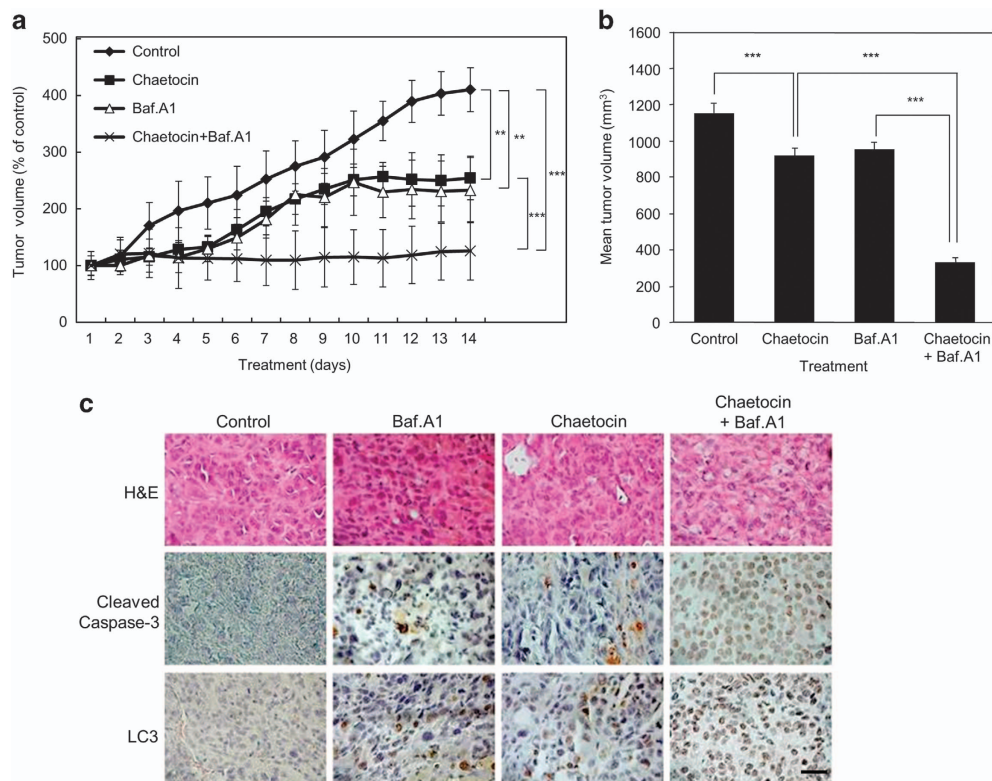 a
500
400
300
200
100
0
Tumor volume (% of control)
Control
Chaetocin
Baf.A1
Chaetocin+Baf.A1
**
**
***
***
1 2 3 4 5 6 7 8 9 10 11 12 13 14
Treatment (days)
b
1600
1400
1200
1000
800
600
400
200
0
Mean tumor volume (mm³)
***
***
***
Control
Chaetocin
Baf.A1
Chaetocin
+ Baf.A1
Treatment
c
Control
Baf.A1
Chaetocin
Chaetocin
+ Baf.A1
H&E
Cleaved
Caspase-3
LC3